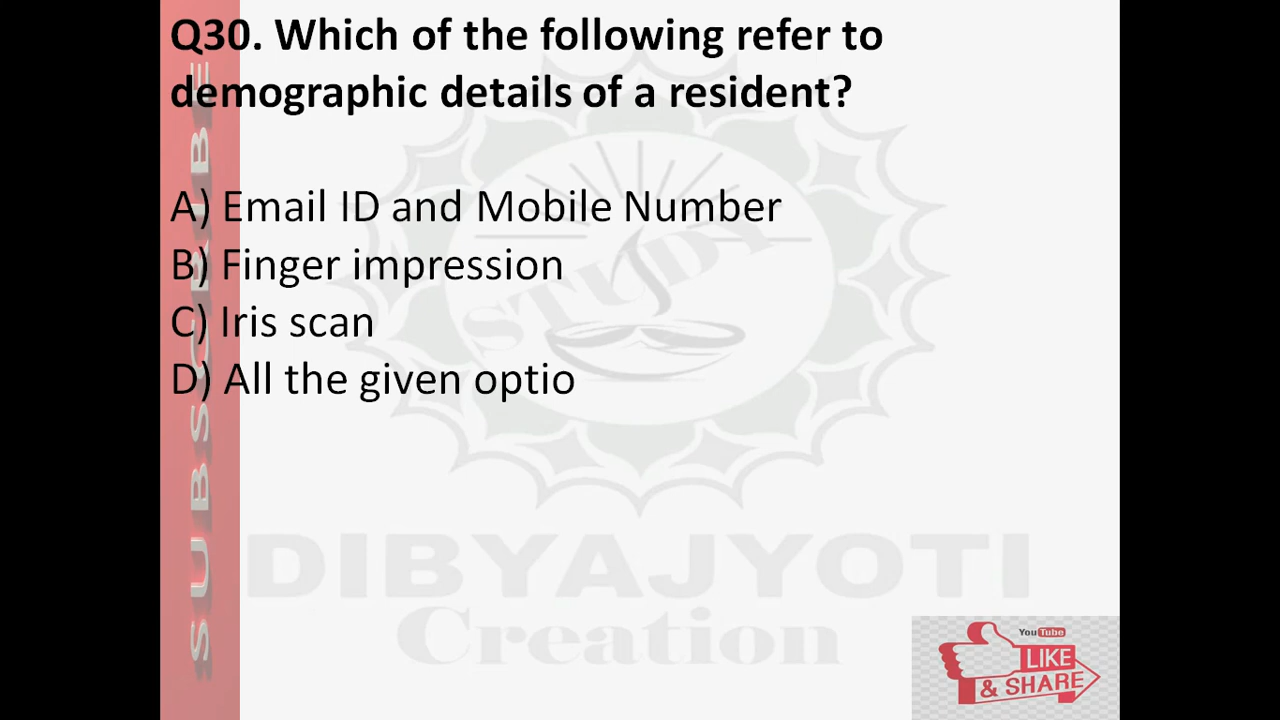 Q30. Which of the following refer to
demographic details of a resident?
A) Email ID and Mobile Number
B) Finger impression
C) Iris scan
D) All the given optio
SUBSCRIBE
STUDY
DIBYAJYOTI
Creation
YouTube
LIKE
& SHARE